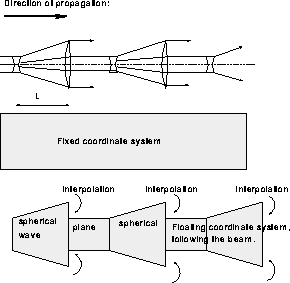 Direction of propagation:
L
Fixed coordinate system
Interpolation Interpolation Interpolation
spherical wave
plane
spherical
Floating coordinate system,
following the beam.